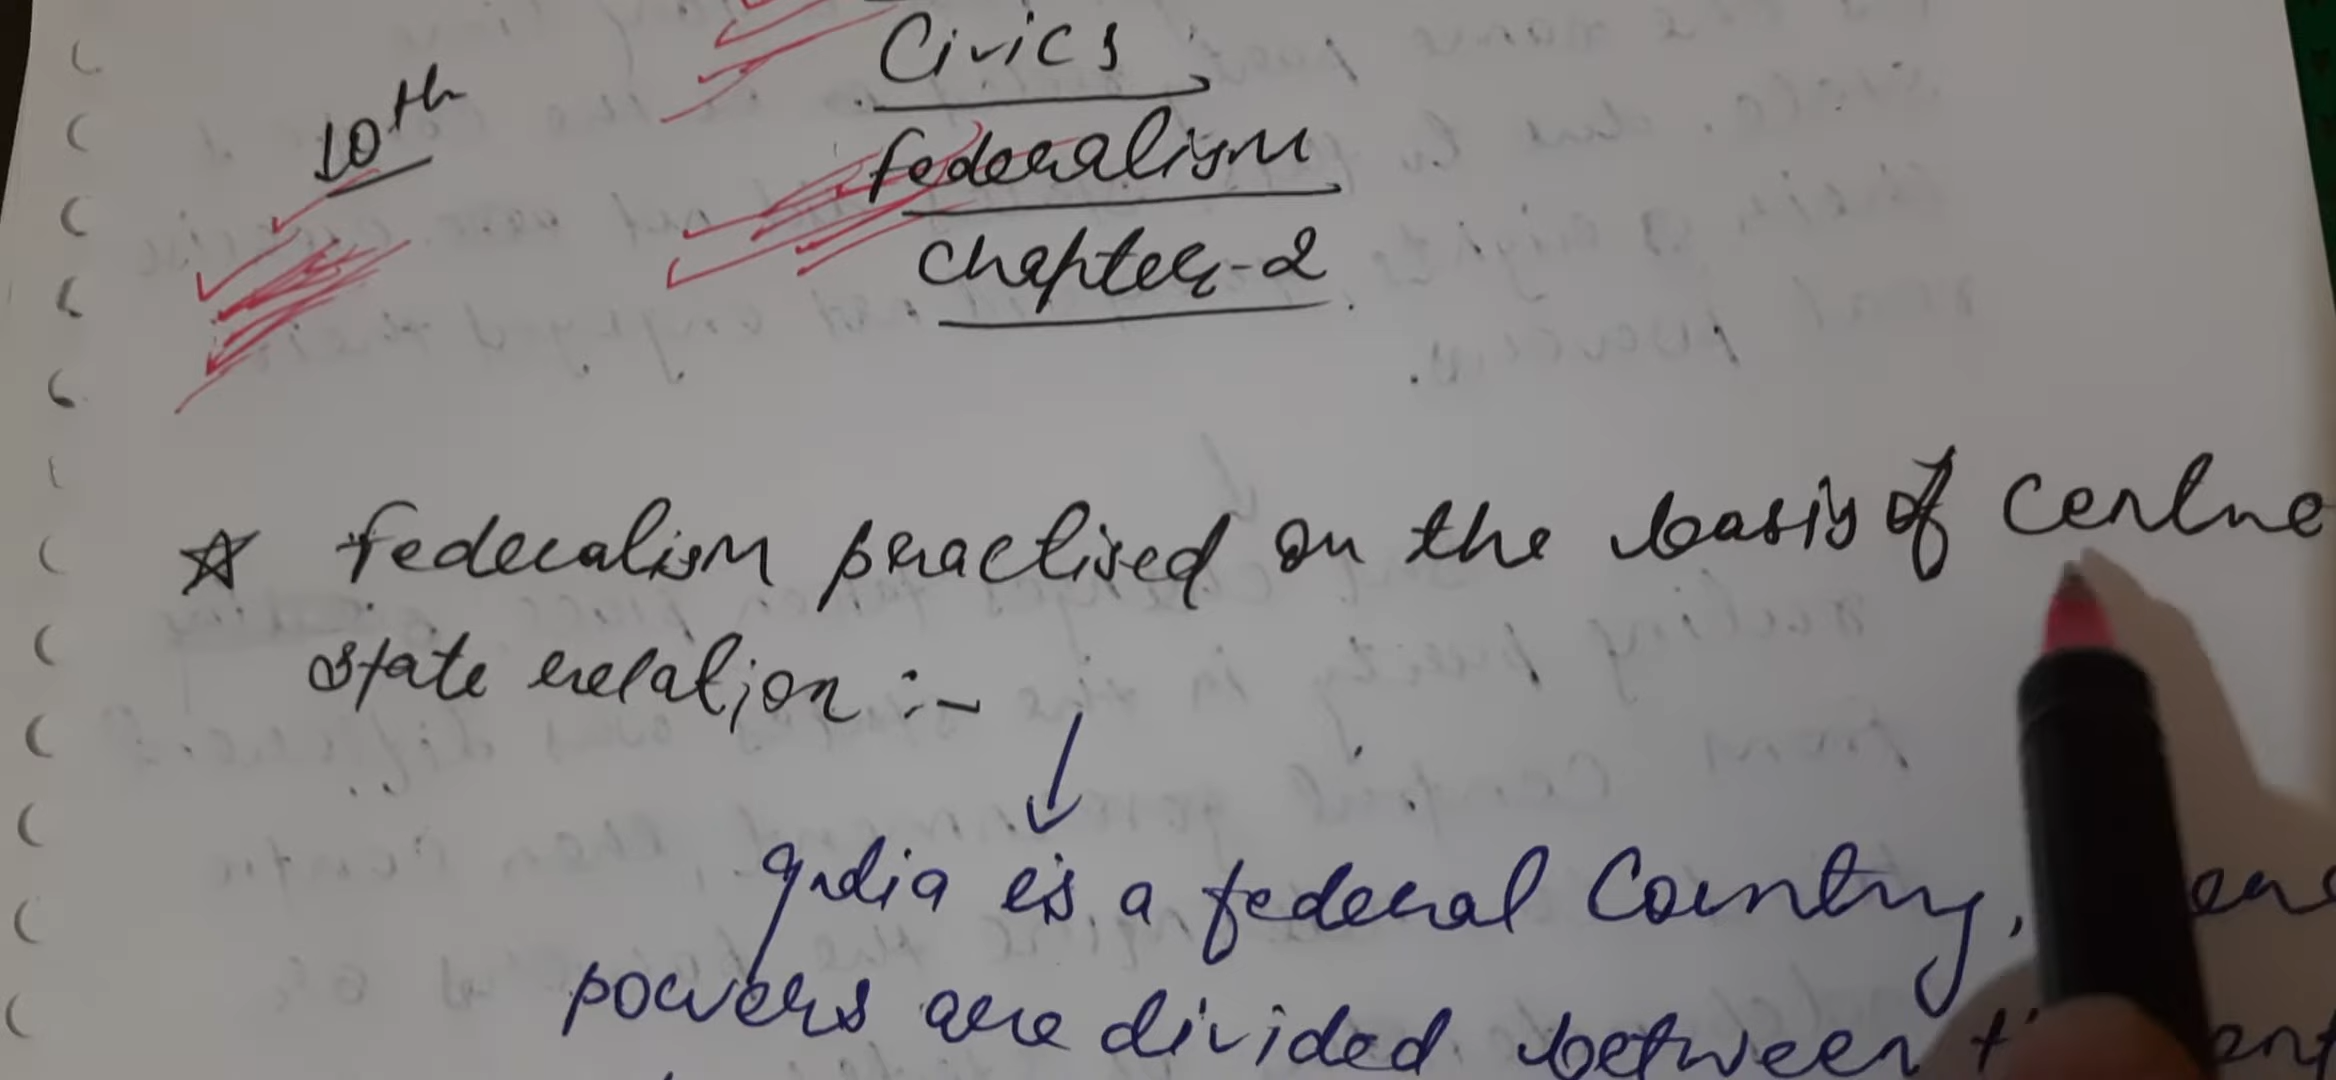 10th
Civics
federalism
chapter-2
federalism practised on the basis of centre
state relation :-
India is a federal Country,
powers are divided between